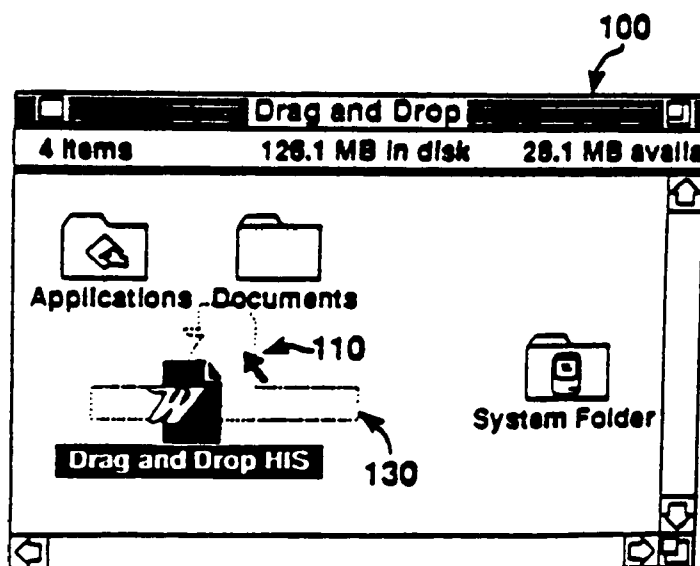 100
Drag and Drop
4 items 126.1 MB in disk 28.1 MB availa
Applications Documents
110
W
System Folder
Drag and Drop HIS
130